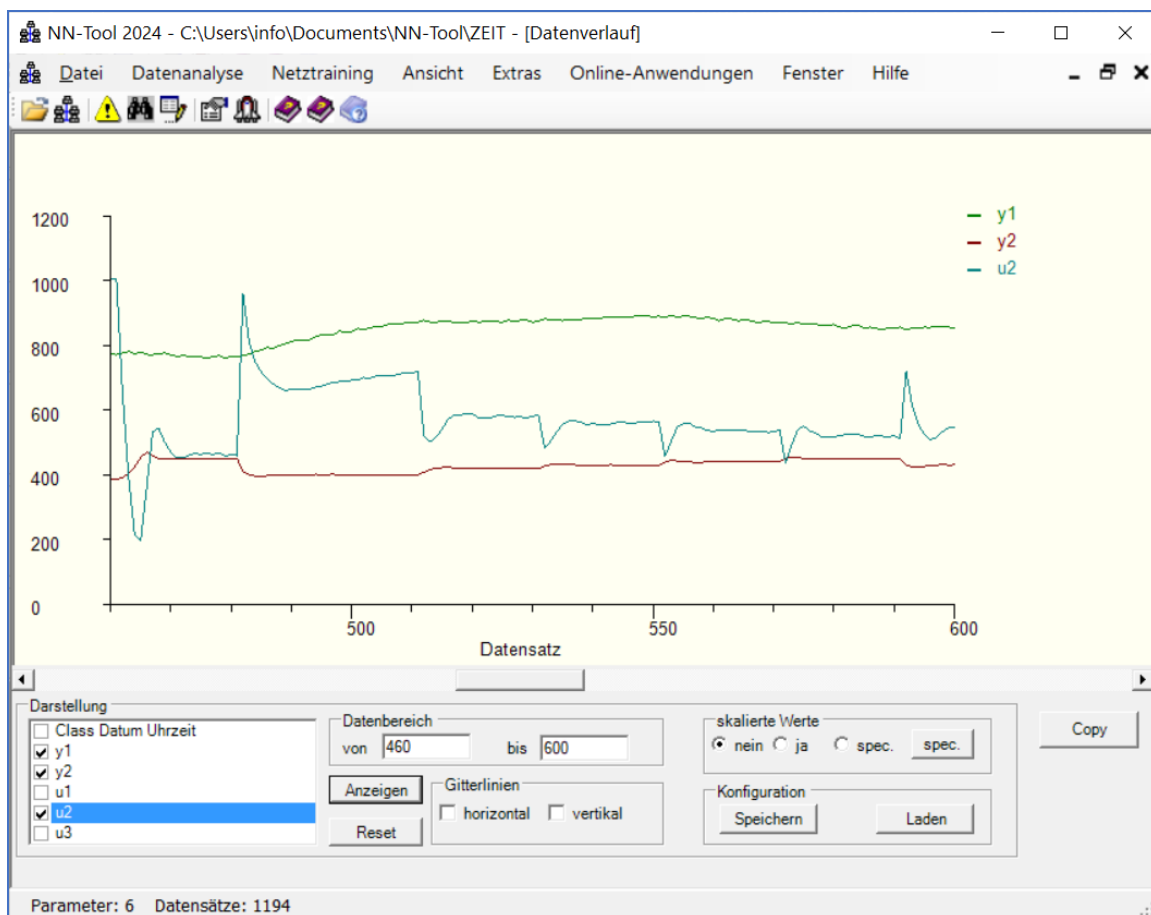 NN-Tool 2024 - C:\Users\info\Documents\NN-Tool\ZEIT - [Datenverlauf]
Datei Datenanalyse Netztraining Ansicht Extras Online-Anwendungen Fenster Hilfe
1200
1000
800
600
400
200
0
y1
y2
u2
500 550 600
Datensatz
Darstellung
Class Datum Uhrzeit
y1
y2
u1
u2
u3
Datenbereich
von 460 bis 600
Anzeigen
Reset
Gitterlinien
horizontal vertikal
skalierte Werte
nein ja spec. spec.
Konfiguration
Speichern Laden
Copy
Parameter: 6 Datensätze: 1194